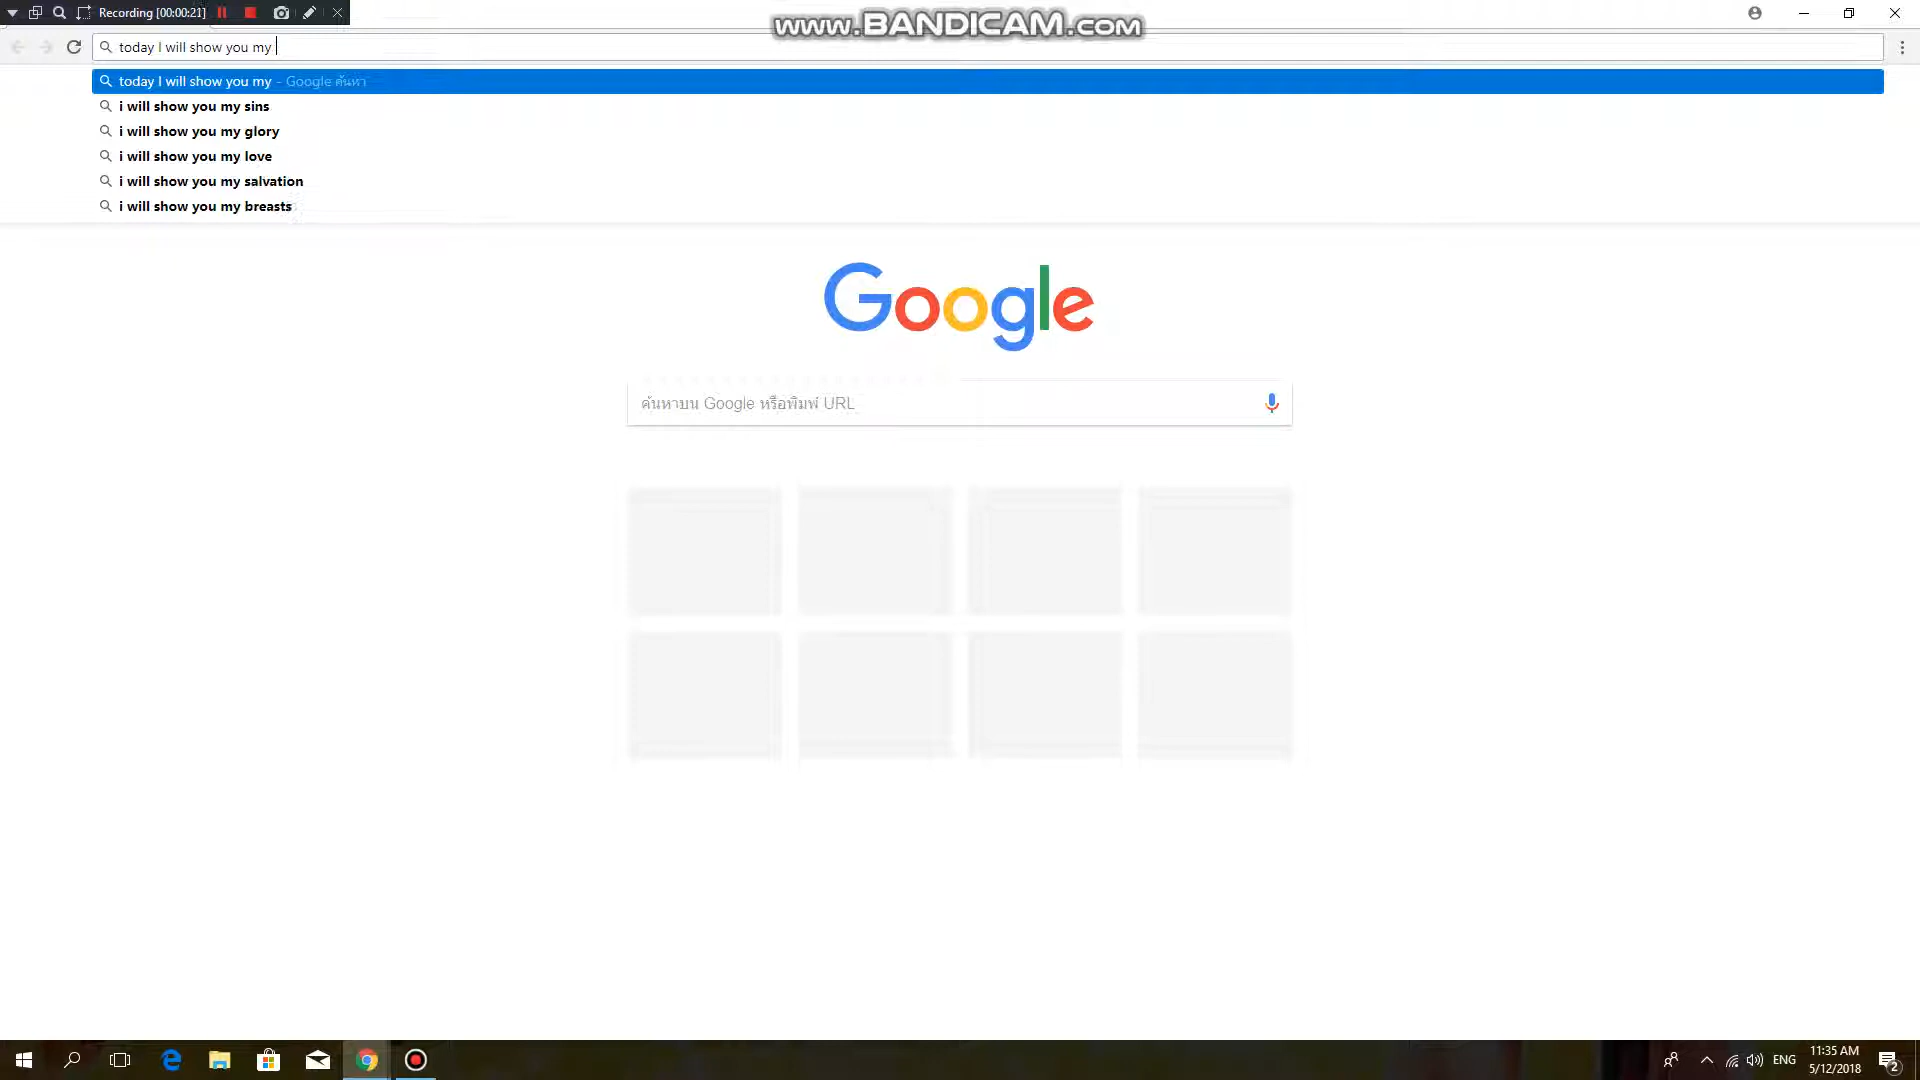 Recording [00:00:21]
www.BANDICAM.com
today I will show you my
today I will show you my - Google ค้นหา
i will show you my sins
i will show you my glory
i will show you my love
i will show you my salvation
i will show you my breasts
Google
ค้นหาบน Google หรือพิมพ์ URL
ENG
11:35 AM
5/12/2018
2